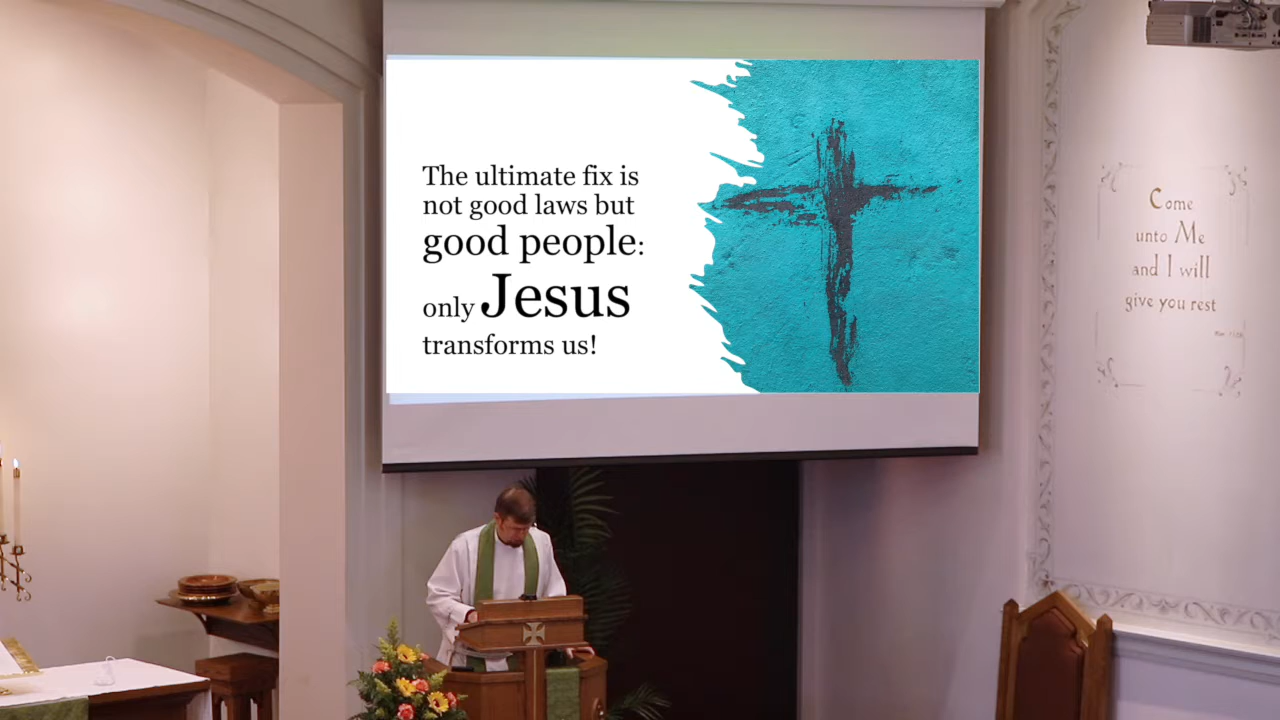 The ultimate fix is
not good laws but
good people:
only Jesus
transforms us!
Come
unto Me
and I will
give you rest